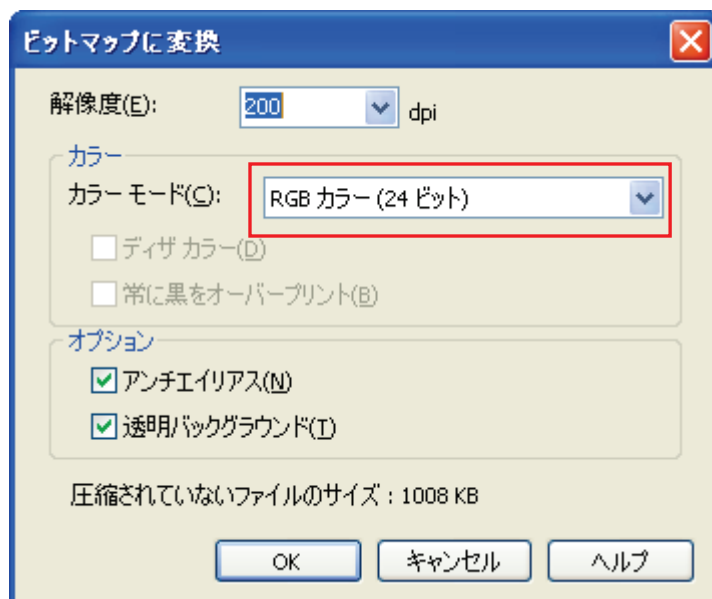 ビットマップに変換
解像度(E): 200 dpi
カラー
カラー モード(C): RGB カラー (24 ビット)
ディザ カラー(D)
常に黒をオーバープリント(B)
オプション
アンチエイリアス(N)
透明バックグラウンド(T)
圧縮されていないファイルのサイズ : 1008 KB
OK キャンセル ヘルプ